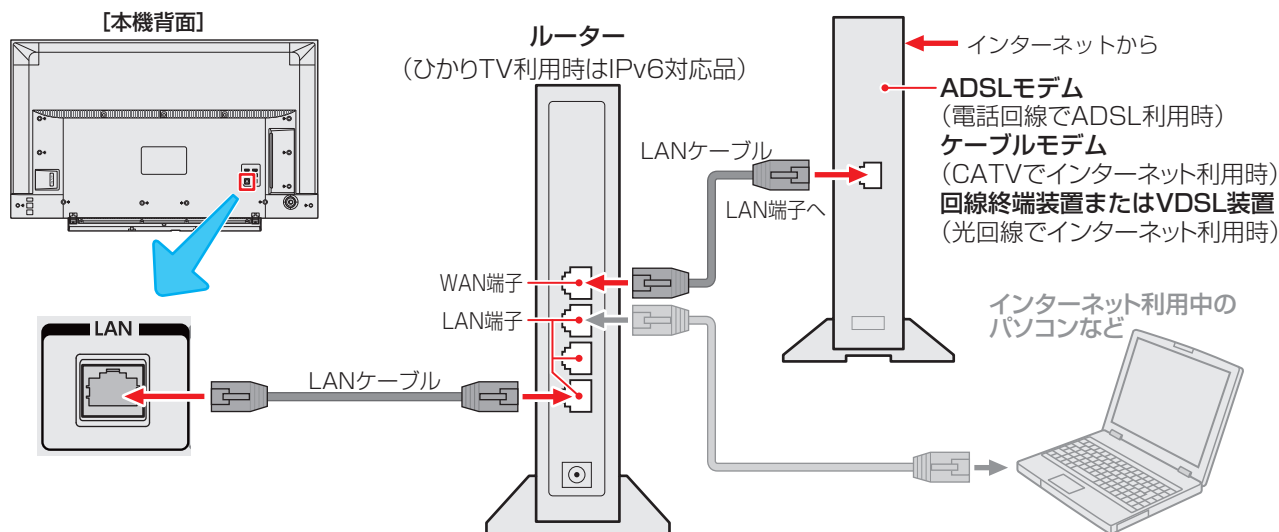 [本機背面]
ルーター
（ひかりTV利用時はIPv6対応品）
インターネットから
ADSLモデム
（電話回線でADSL利用時）
ケーブルモデム
（CATVでインターネット利用時）
回線終端装置またはVDSL装置
（光回線でインターネット利用時）
LANケーブル
LAN端子へ
WAN端子
LAN端子
インターネット利用中の
パソコンなど
LAN
LANケーブル